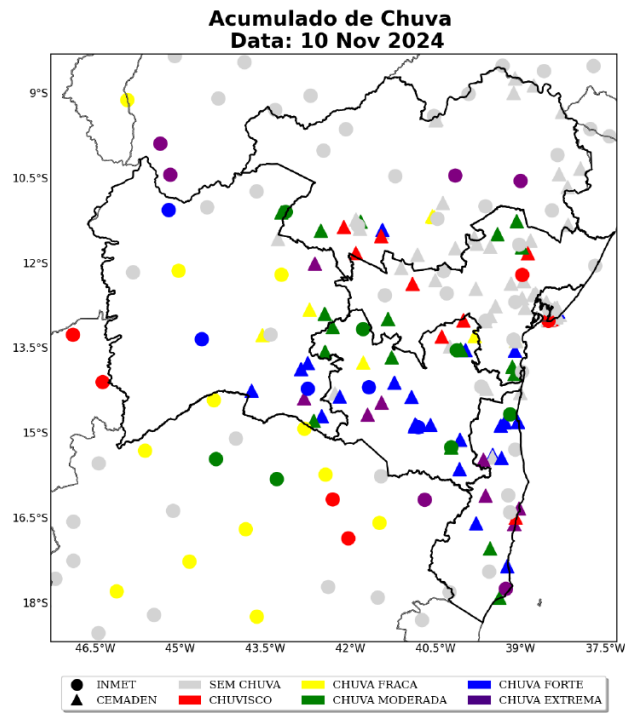 Acumulado de Chuva
Data: 10 Nov 2024
9°S
10.5°S
12°S
13.5°S
15°S
16.5°S
18°S
46.5°W 45°W 43.5°W 42°W 40.5°W 39°W 37.5°W
INMET SEM CHUVA CHUVA FRACA CHUVA FORTE
CEMADEN CHUVISCO CHUVA MODERADA CHUVA EXTREMA